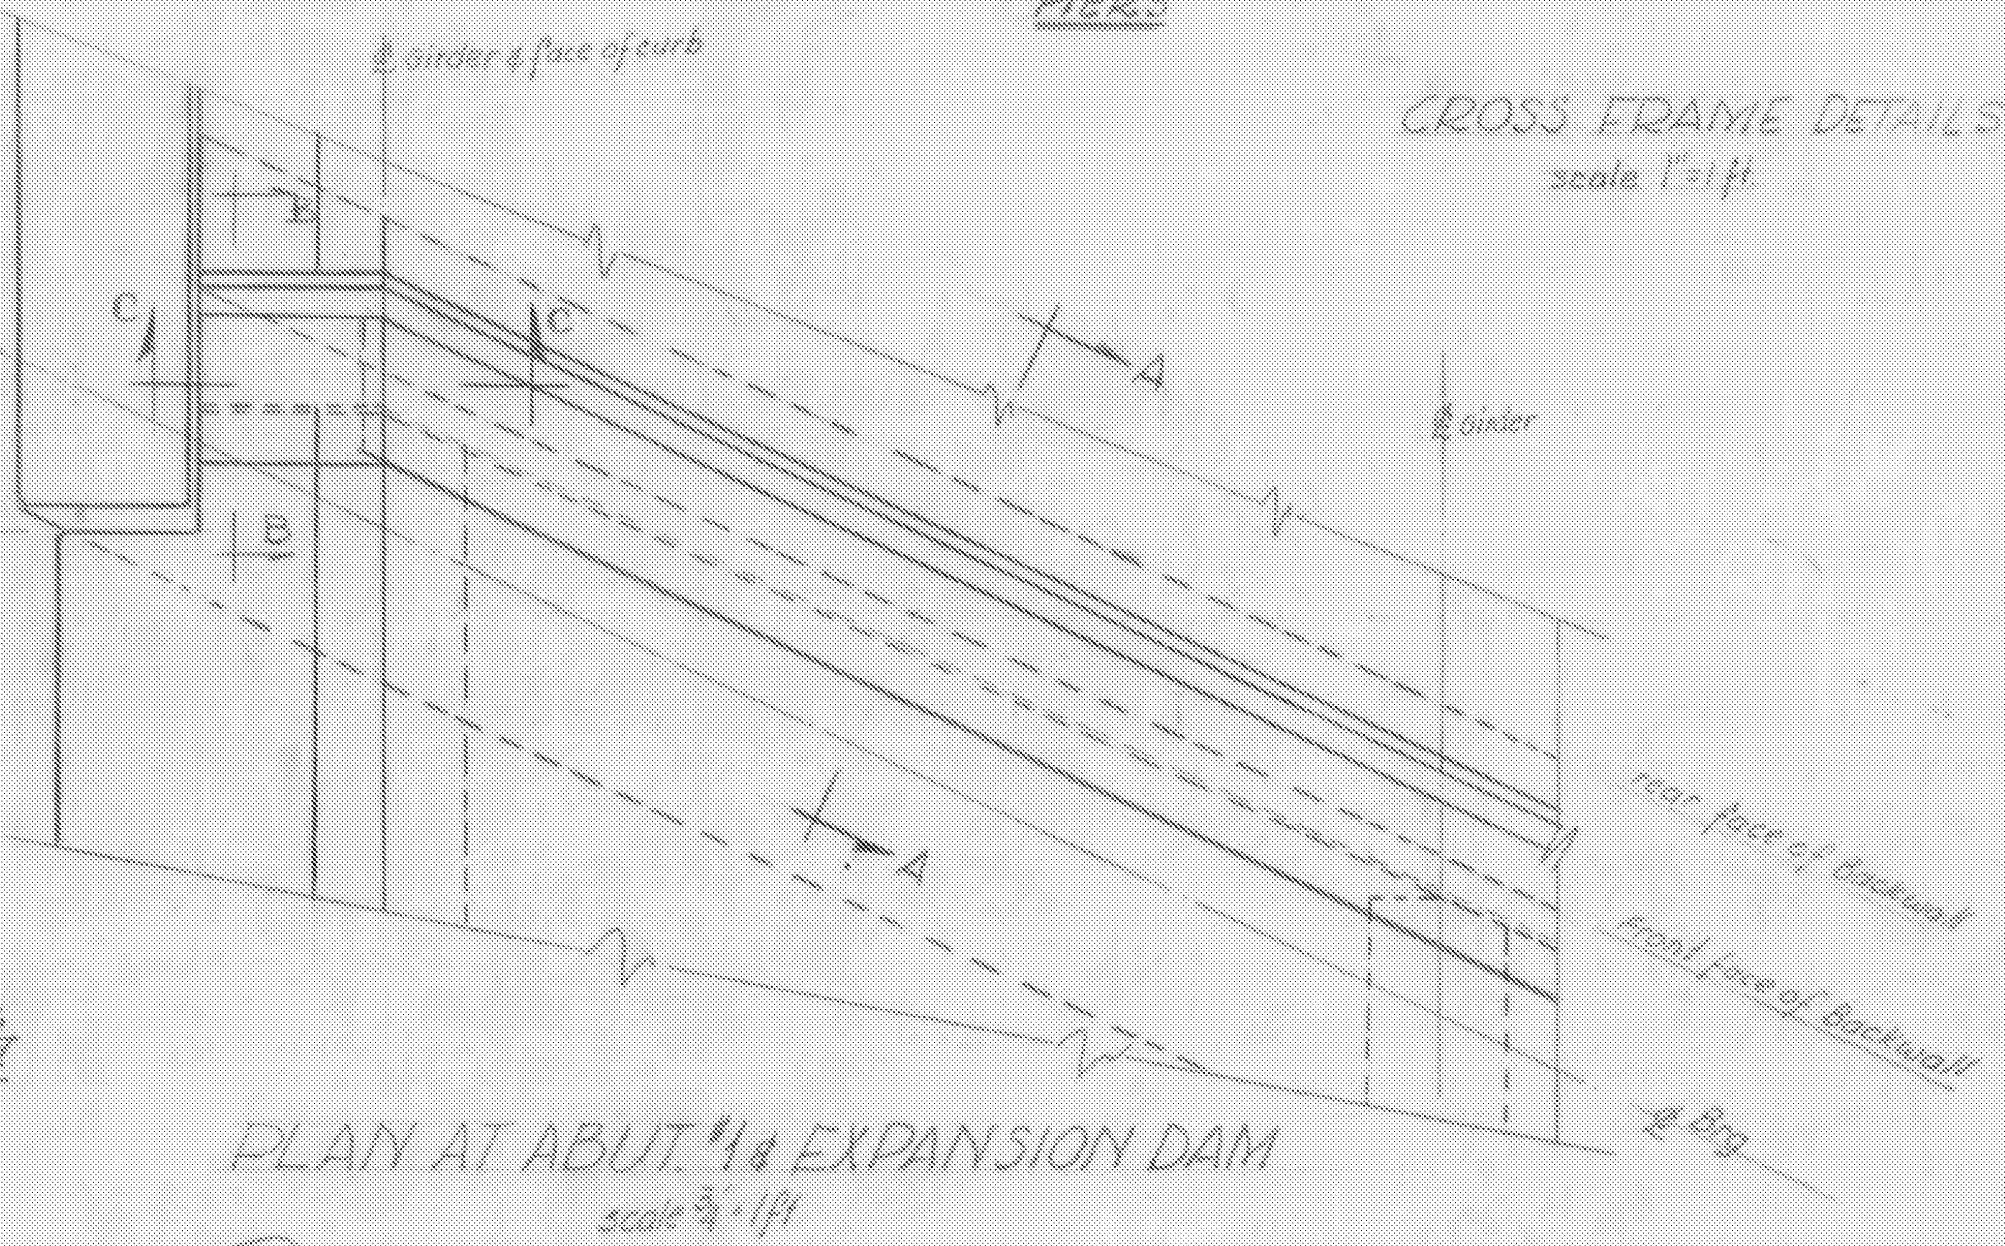 PIERS
℄ Girder & face of curb
CROSS FRAME DETAILS
scale 1"=1 ft.
B
C
C
A
℄ Girder
B
rear face of backwall
A
Front face of Backwall
℄ Brg
PLAN AT ABUT. #1 & EXPANSION DAM
scale ¾"=1 ft